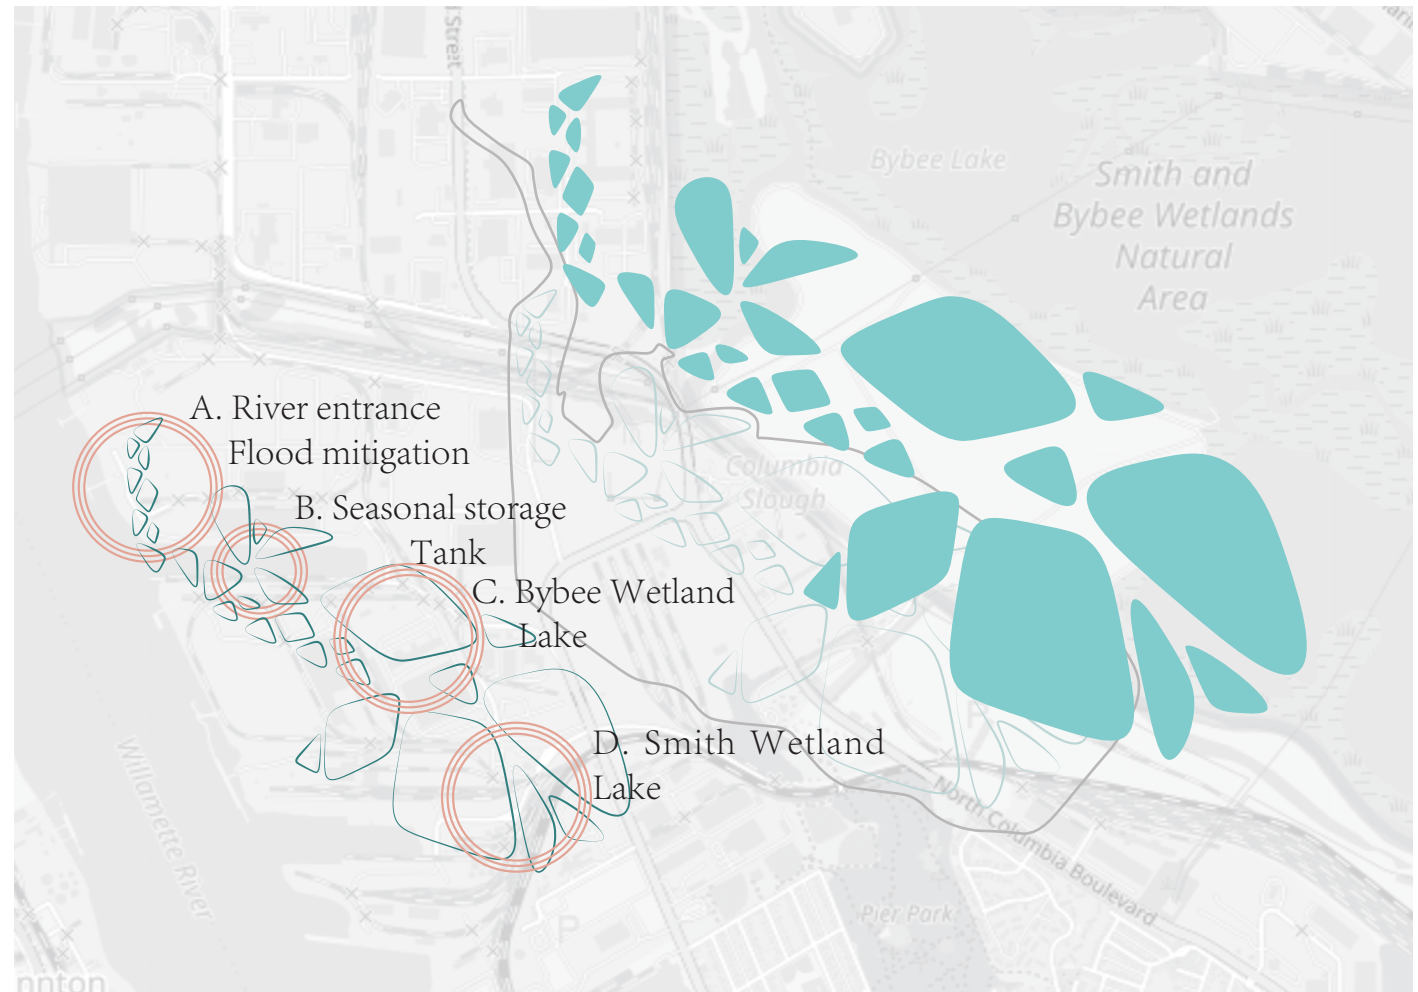 Street
Bybee Lake
Smith and
Bybee Wetlands
Natural
Area
A. River entrance
Flood mitigation
Columbia
Slough
B. Seasonal storage
Tank
C. Bybee Wetland
Lake
D. Smith Wetland
Lake
P
North Columbia Boulevard
Willamette River
Pier Park
P
nnton